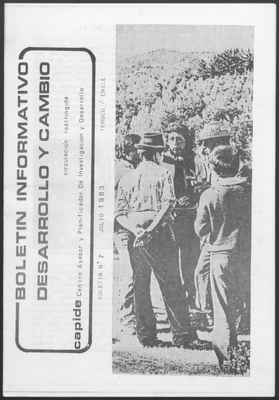 BOLETIN INFORMATIVO
DESARROLLO Y CAMBIO
circulación restringida
capide Centro Asesor y Planificador De Investigación y Desarrollo
BOLETIN N° 7 JULIO 1983 TEMUCO / CHILE